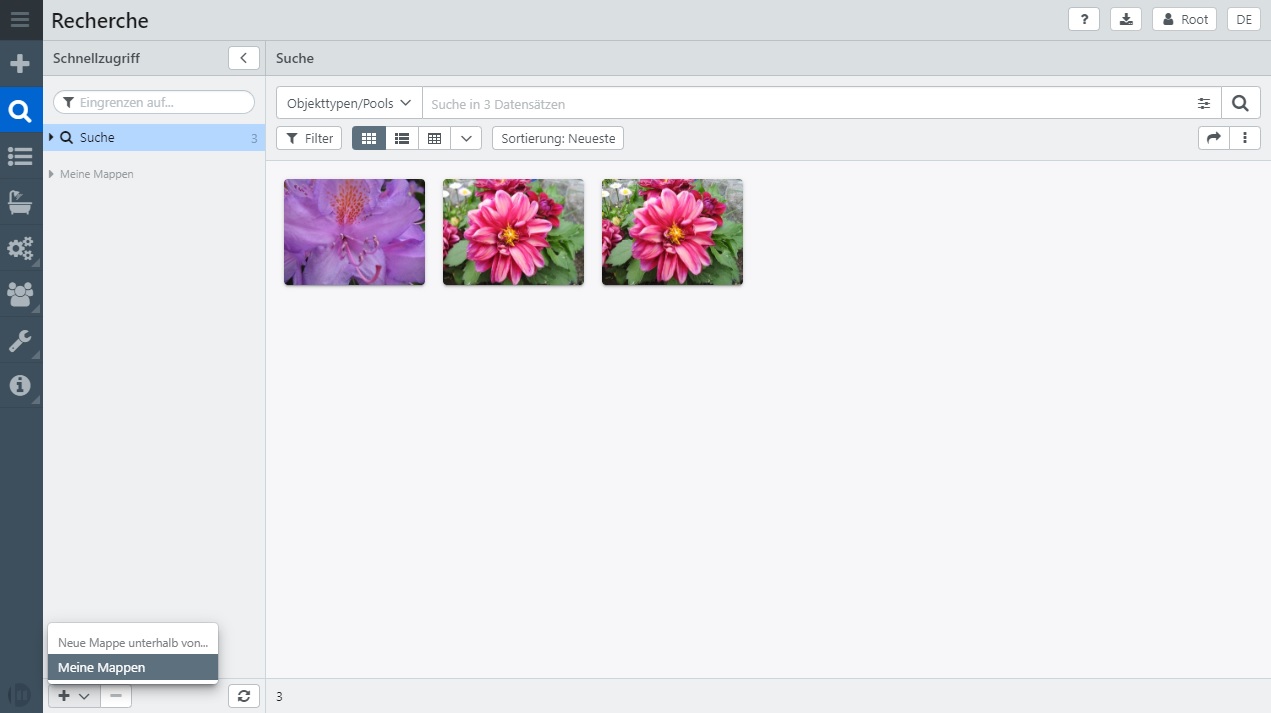 Recherche
?
Root
DE
Schnellzugriff
Suche
Eingrenzen auf...
Objekttypen/Pools
Suche in 3 Datensätzen
Suche
3
Filter
Sortierung: Neueste
Meine Mappen
Neue Mappe unterhalb von...
Meine Mappen
3